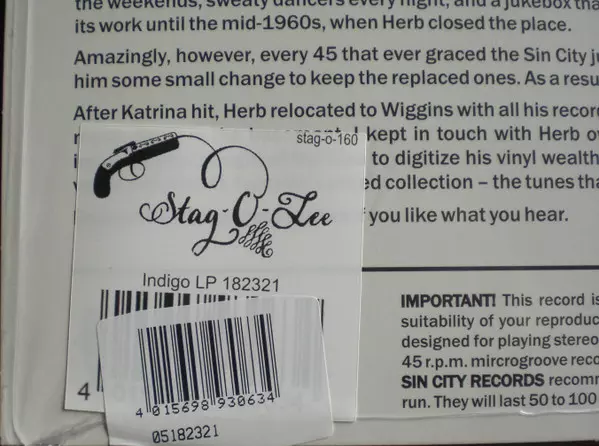 the weekends, sweaty dancers every night, and a jukebox tha
its work until the mid-1960s, when Herb closed the place.
Amazingly, however, every 45 that ever graced the Sin City ju
him some small change to keep the replaced ones. As a resu
After Katrina hit, Herb relocated to Wiggins with all his record
kept in touch with Herb ov
to digitize his vinyl wealth
ed collection – the tunes tha
you like what you hear.
stag-o-160
Stag-O-Lee
Indigo LP 182321
4
4 015698 930634
05182321
IMPORTANT! This record is
suitability of your reproduc
designed for playing stereo
45 r.p.m. mircrogroove reco
SIN CITY RECORDS recomm
run. They will last 50 to 100